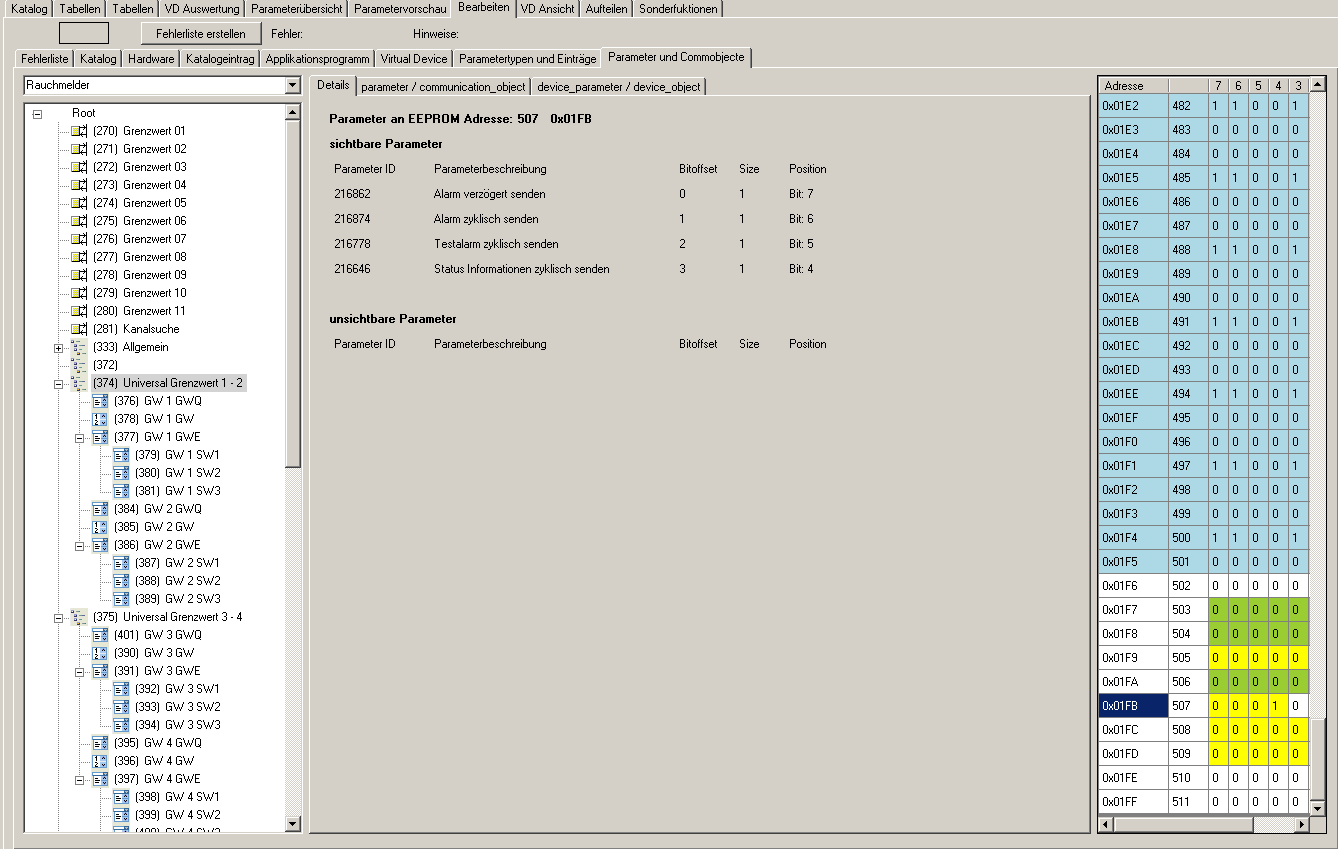 Katalog Tabellen Tabellen VD Auswertung Parameterübersicht Parametervorschau Bearbeiten VD Ansicht Aufteilen Sonderfuktionen
Fehlerliste erstellen Fehler: Hinweise:
Fehlerliste Katalog Hardware Katalogeintrag Applikationsprogramm Virtual Device Parametertypen und Einträge Parameter und Commobjecte
Rauchmelder
Root
(270) Grenzwert 01
(271) Grenzwert 02
(272) Grenzwert 03
(273) Grenzwert 04
(274) Grenzwert 05
(275) Grenzwert 06
(276) Grenzwert 07
(277) Grenzwert 08
(278) Grenzwert 09
(279) Grenzwert 10
(280) Grenzwert 11
(281) Kanalsuche
(333) Allgemein
(372)
(374) Universal Grenzwert 1 - 2
(376) GW 1 GWQ
(378) GW 1 GW
(377) GW 1 GWE
(379) GW 1 SW1
(380) GW 1 SW2
(381) GW 1 SW3
(384) GW 2 GWQ
(385) GW 2 GW
(386) GW 2 GWE
(387) GW 2 SW1
(388) GW 2 SW2
(389) GW 2 SW3
(375) Universal Grenzwert 3 - 4
(401) GW 3 GWQ
(390) GW 3 GW
(391) GW 3 GWE
(392) GW 3 SW1
(393) GW 3 SW2
(394) GW 3 SW3
(395) GW 4 GWQ
(396) GW 4 GW
(397) GW 4 GWE
(398) GW 4 SW1
(399) GW 4 SW2
Details parameter / communication_object device_parameter / device_object
Parameter an EEPROM Adresse: 507 0x01FB
sichtbare Parameter
Parameter ID Parameterbeschreibung Bitoffset Size Position
216862 Alarm verzögert senden 0 1 Bit: 7
216874 Alarm zyklisch senden 1 1 Bit: 6
216778 Testalarm zyklisch senden 2 1 Bit: 5
216646 Status Informationen zyklisch senden 3 1 Bit: 4
unsichtbare Parameter
Parameter ID Parameterbeschreibung Bitoffset Size Position
Adresse 7 6 5 4 3
0x01E2 482 1 1 0 0 1
0x01E3 483 0 0 0 0 0
0x01E4 484 0 0 0 0 0
0x01E5 485 1 1 0 0 1
0x01E6 486 0 0 0 0 0
0x01E7 487 0 0 0 0 0
0x01E8 488 1 1 0 0 1
0x01E9 489 0 0 0 0 0
0x01EA 490 0 0 0 0 0
0x01EB 491 1 1 0 0 1
0x01EC 492 0 0 0 0 0
0x01ED 493 0 0 0 0 0
0x01EE 494 1 1 0 0 1
0x01EF 495 0 0 0 0 0
0x01F0 496 0 0 0 0 0
0x01F1 497 1 1 0 0 1
0x01F2 498 0 0 0 0 0
0x01F3 499 0 0 0 0 0
0x01F4 500 1 1 0 0 1
0x01F5 501 0 0 0 0 0
0x01F6 502 0 0 0 0 0
0x01F7 503 0 0 0 0 0
0x01F8 504 0 0 0 0 0
0x01F9 505 0 0 0 0 0
0x01FA 506 0 0 0 0 0
0x01FB 507 0 0 0 1 0
0x01FC 508 0 0 0 0 0
0x01FD 509 0 0 0 0 0
0x01FE 510 0 0 0 0 0
0x01FF 511 0 0 0 0 0